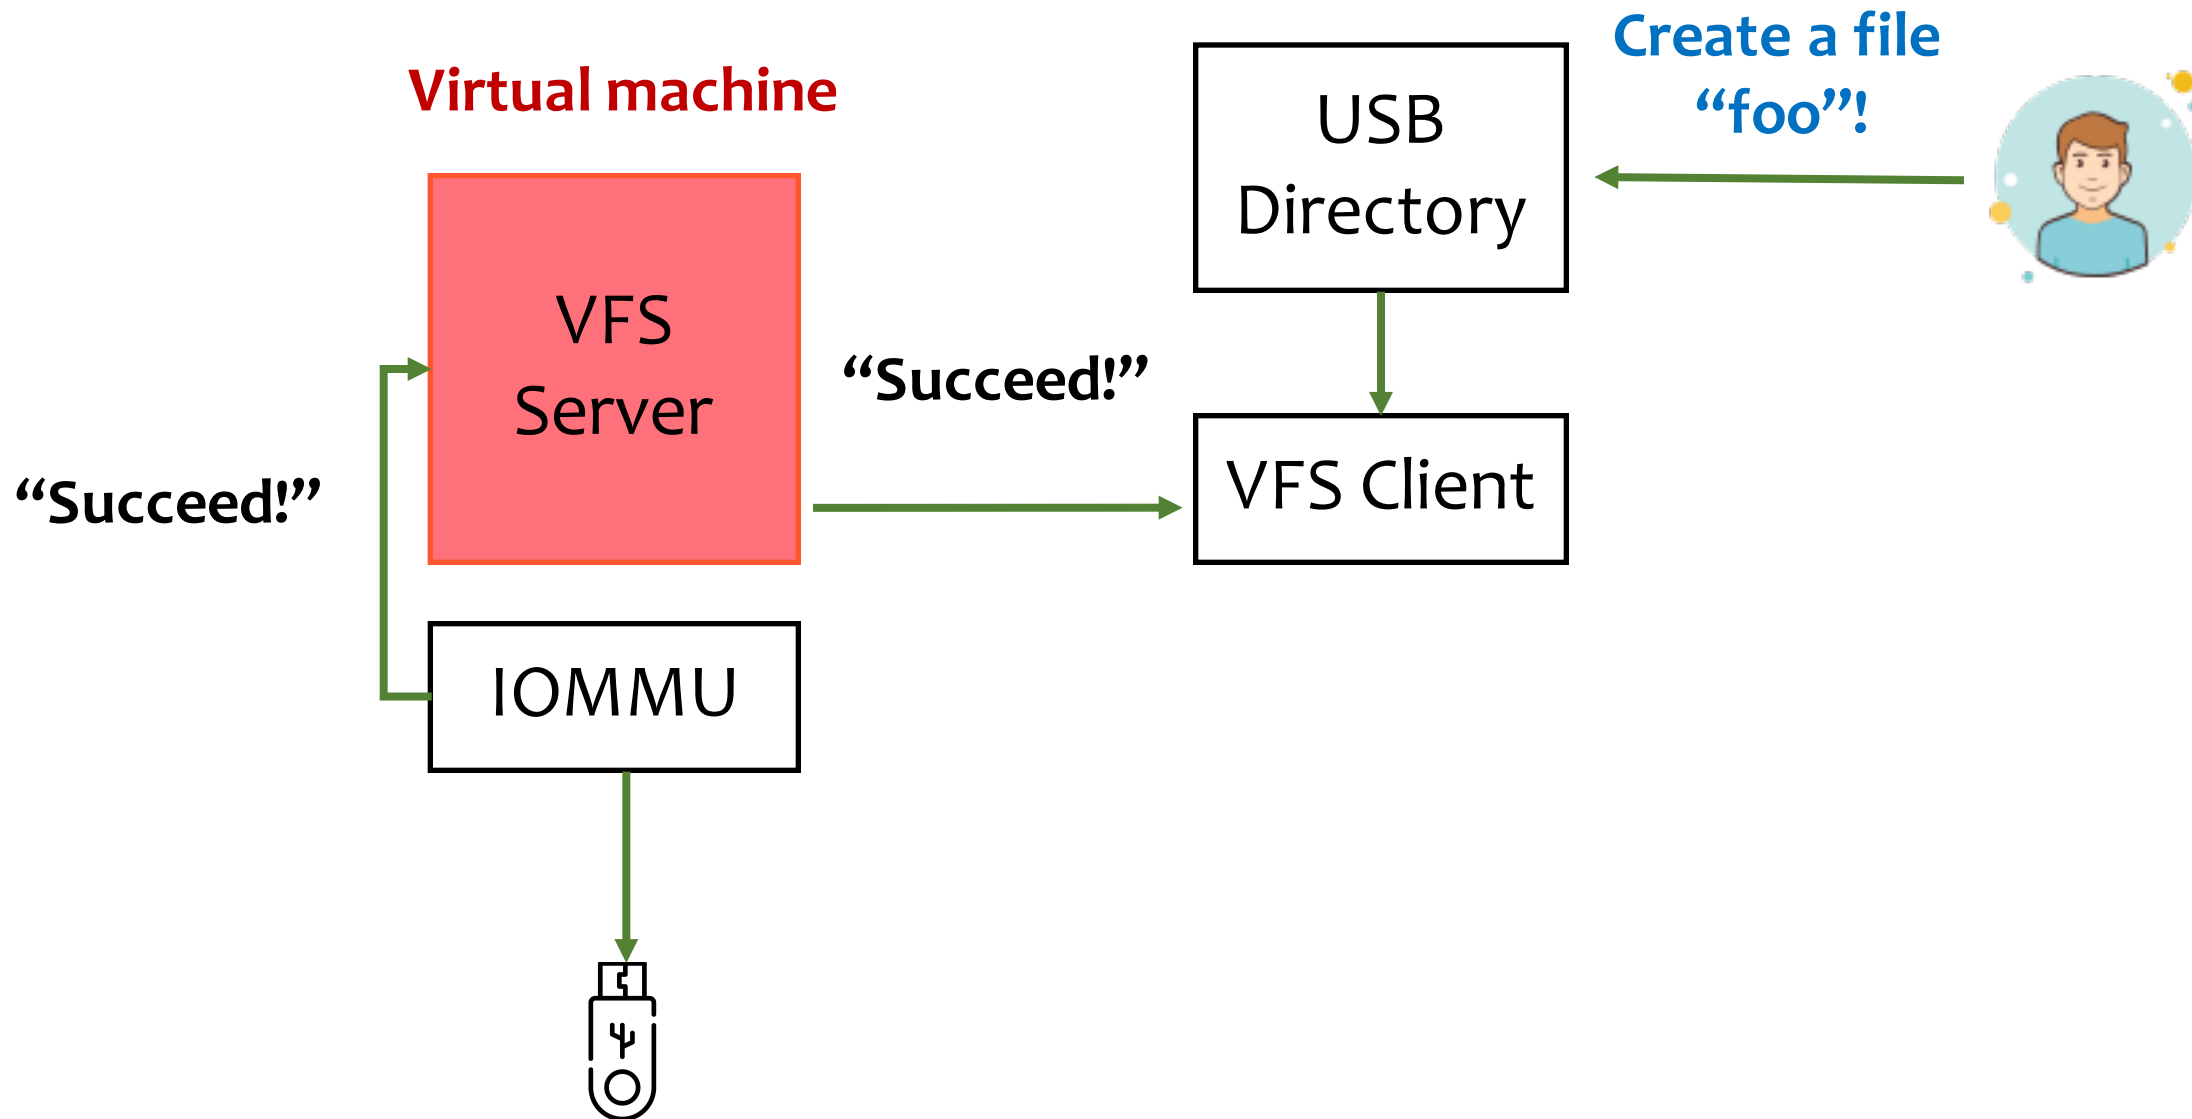 Virtual machine
VFS
Server
“Succeed!”
IOMMU
“Succeed!”
USB
Directory
VFS Client
Create a file
“foo”!